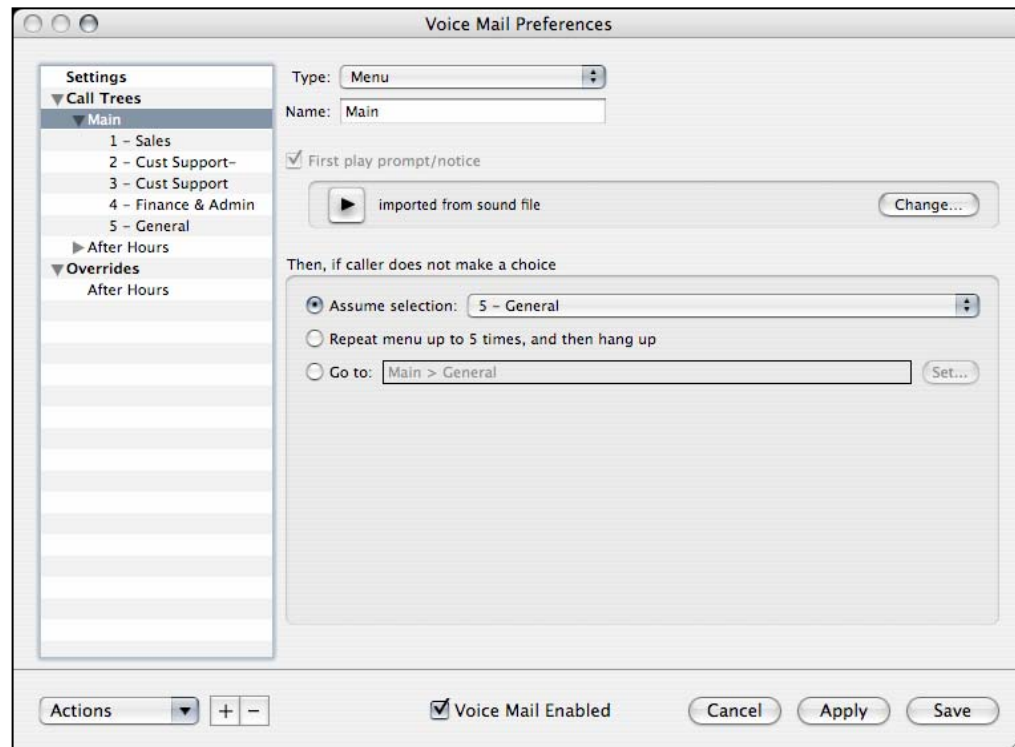 Voice Mail Preferences
Settings
Call Trees
Main
1 - Sales
2 - Cust Support-
3 - Cust Support
4 - Finance & Admin
5 - General
After Hours
Overrides
After Hours
Type: Menu
Name: Main
First play prompt/notice
imported from sound file
Change...
Then, if caller does not make a choice
Assume selection: 5 - General
Repeat menu up to 5 times, and then hang up
Go to: Main > General
Set...
Actions
+ -
Voice Mail Enabled
Cancel
Apply
Save